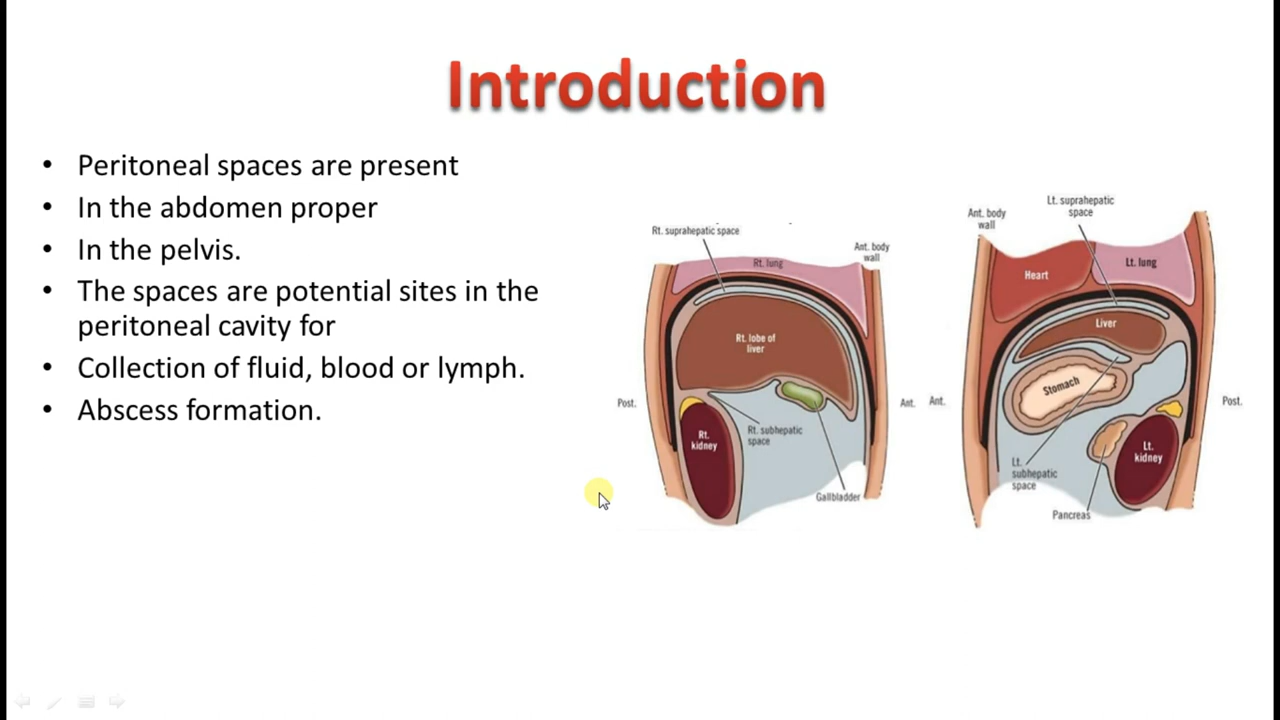 Introduction
• Peritoneal spaces are present
• In the abdomen proper
• In the pelvis.
• The spaces are potential sites in the
peritoneal cavity for
• Collection of fluid, blood or lymph.
• Abscess formation.
Rt. suprahepatic space
Ant. body
wall
Rt. lung
Rt. lobe of
liver
Post.
Ant.
Rt.
kidney
Rt. subhepatic
space
Gallbladder
Lt. suprahepatic
space
Ant. body
wall
Heart
Lt. lung
Liver
Stomach
Ant.
Post.
Lt.
kidney
Lt.
subhepatic
space
Pancreas